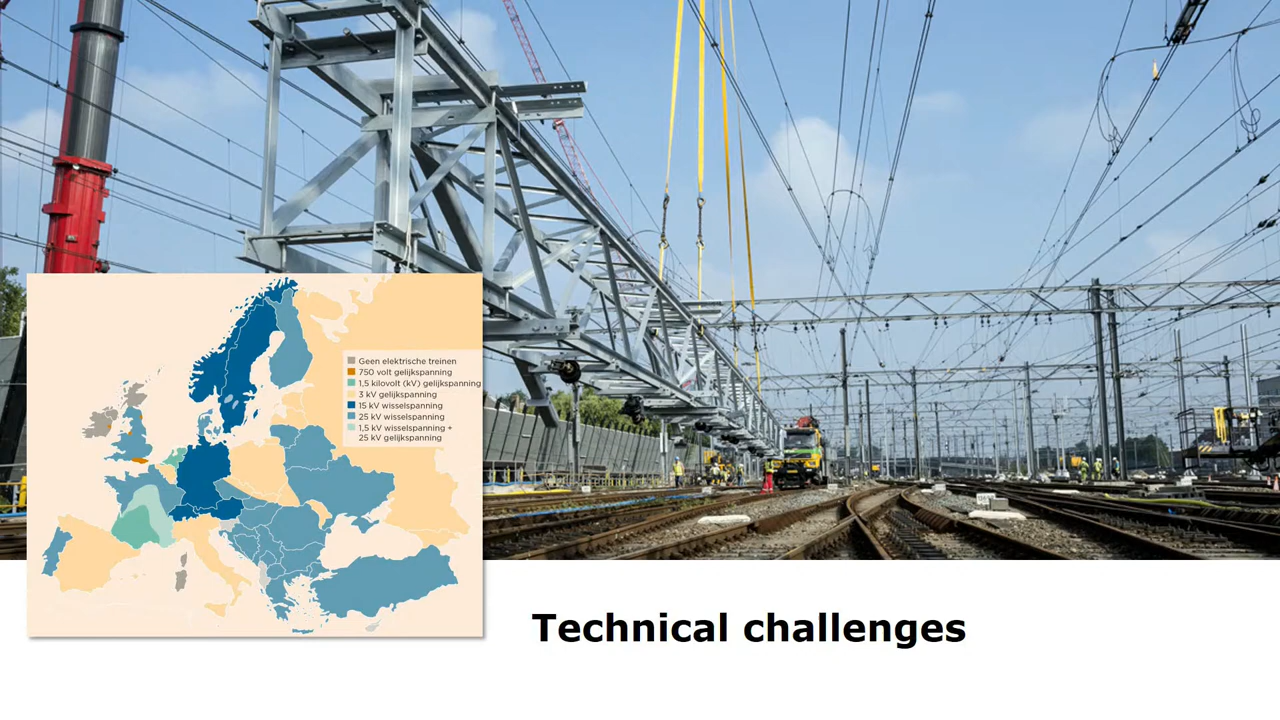 Geen elektrische treinen
750 volt gelijkspanning
1,5 kilovolt (kV) gelijkspanning
3 kV gelijkspanning
15 kV wisselspanning
25 kV wisselspanning
1,5 kV wisselspanning +
25 kV gelijkspanning
Technical challenges